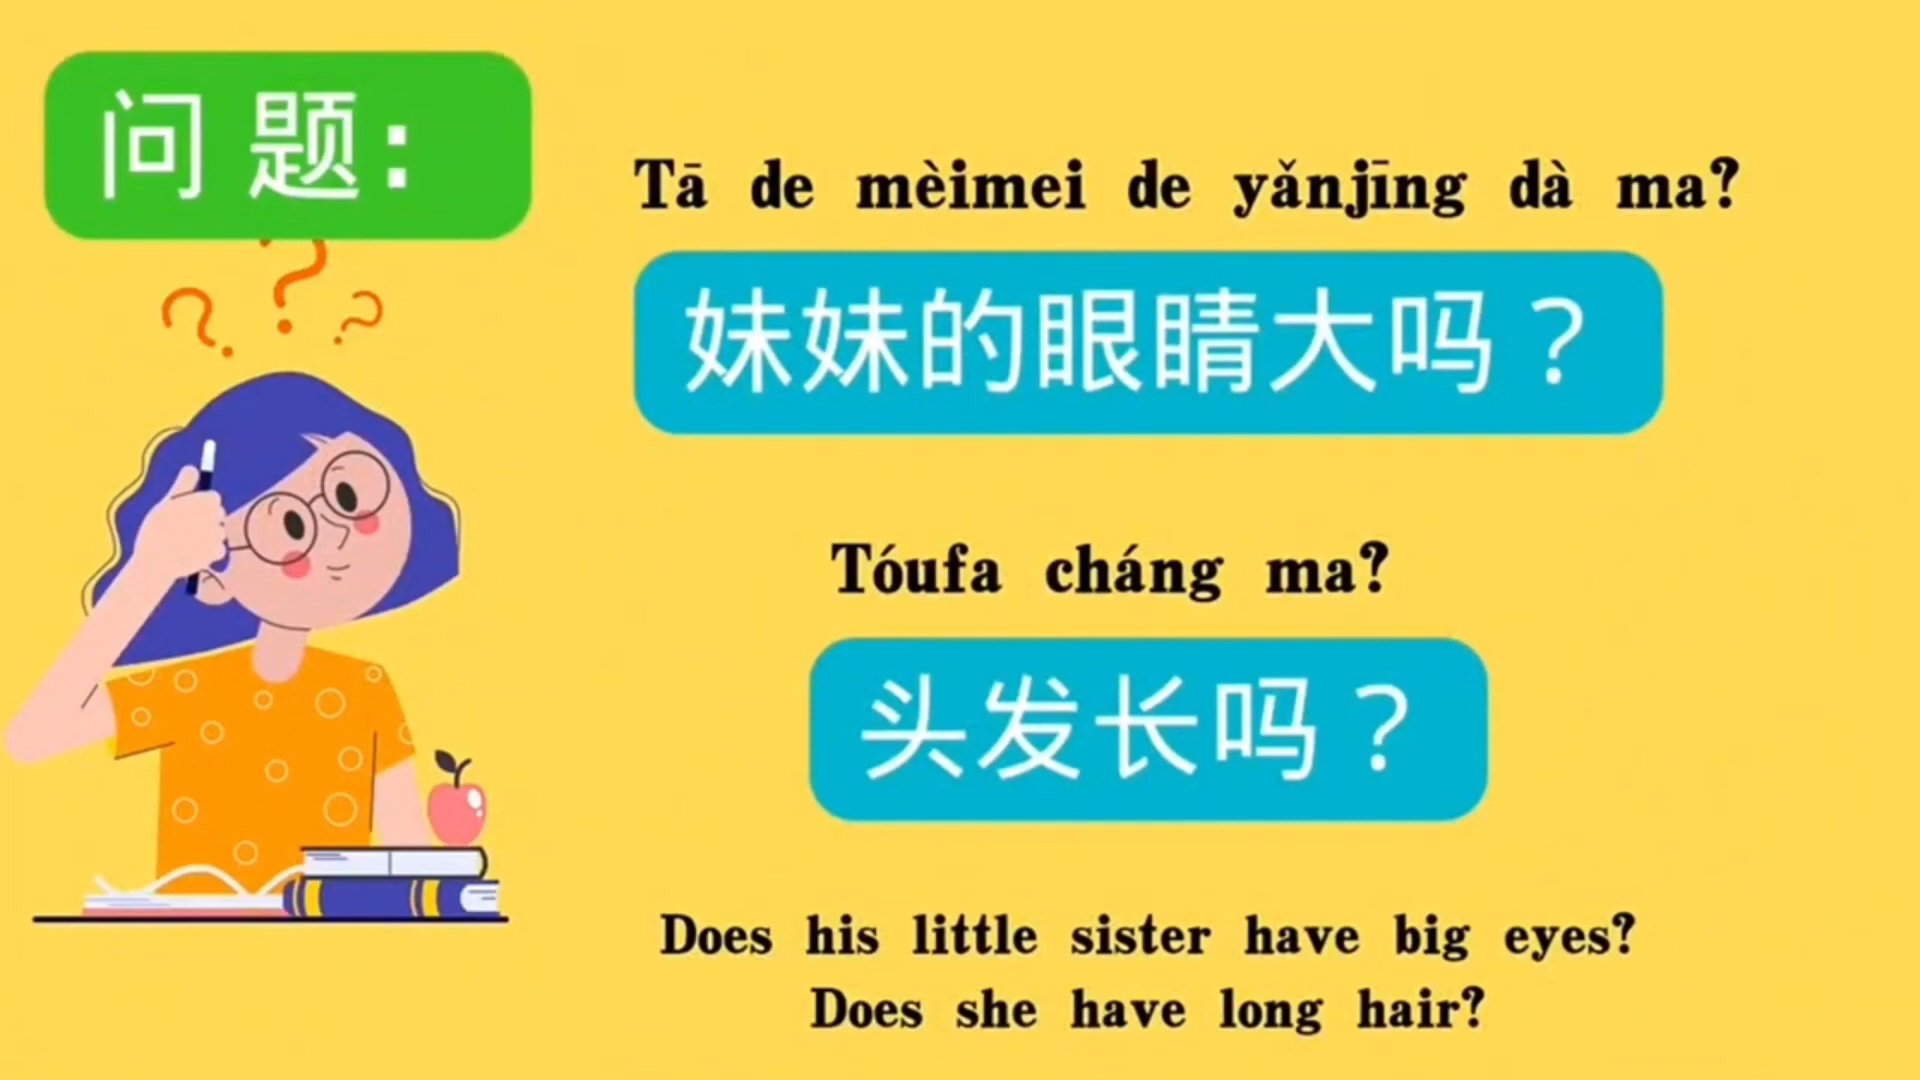 问题:
Tā de mèimei de yǎnjīng dà ma?
妹妹的眼睛大吗？
Tóufa cháng ma?
头发长吗？
Does his little sister have big eyes?
Does she have long hair?